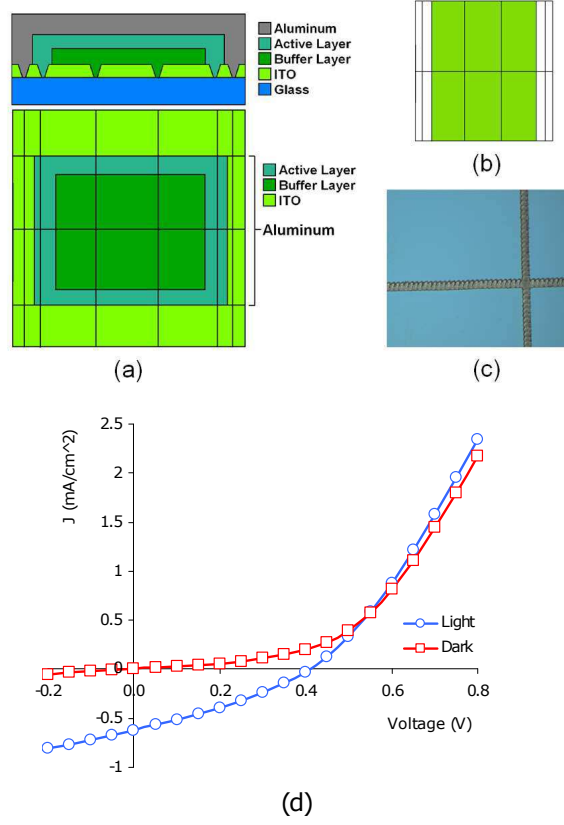 Aluminum
Active Layer
Buffer Layer
ITO
Glass
Active Layer
Buffer Layer
ITO
Aluminum
(a)
(b)
(c)
J (mA/cm^2)
2.5
2
1.5
1
0.5
0
-0.5
-1
-0.2
0.0
0.2
0.4
0.6
0.8
Voltage (V)
Light
Dark
(d)